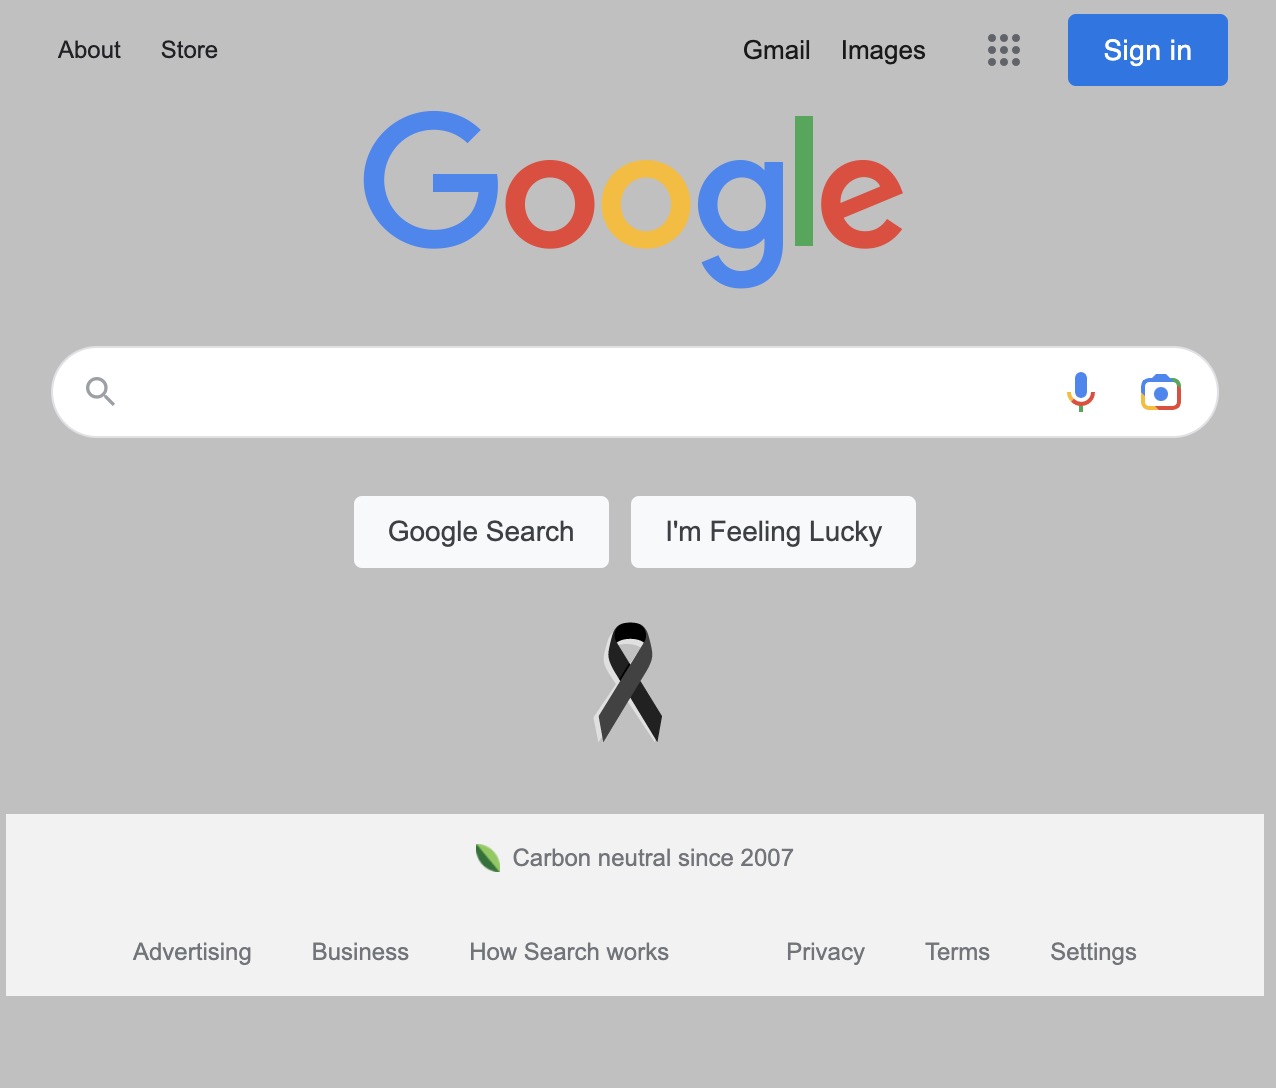 About Store Gmail Images Sign in
Google
Google Search I'm Feeling Lucky
Carbon neutral since 2007
Advertising Business How Search works Privacy Terms Settings